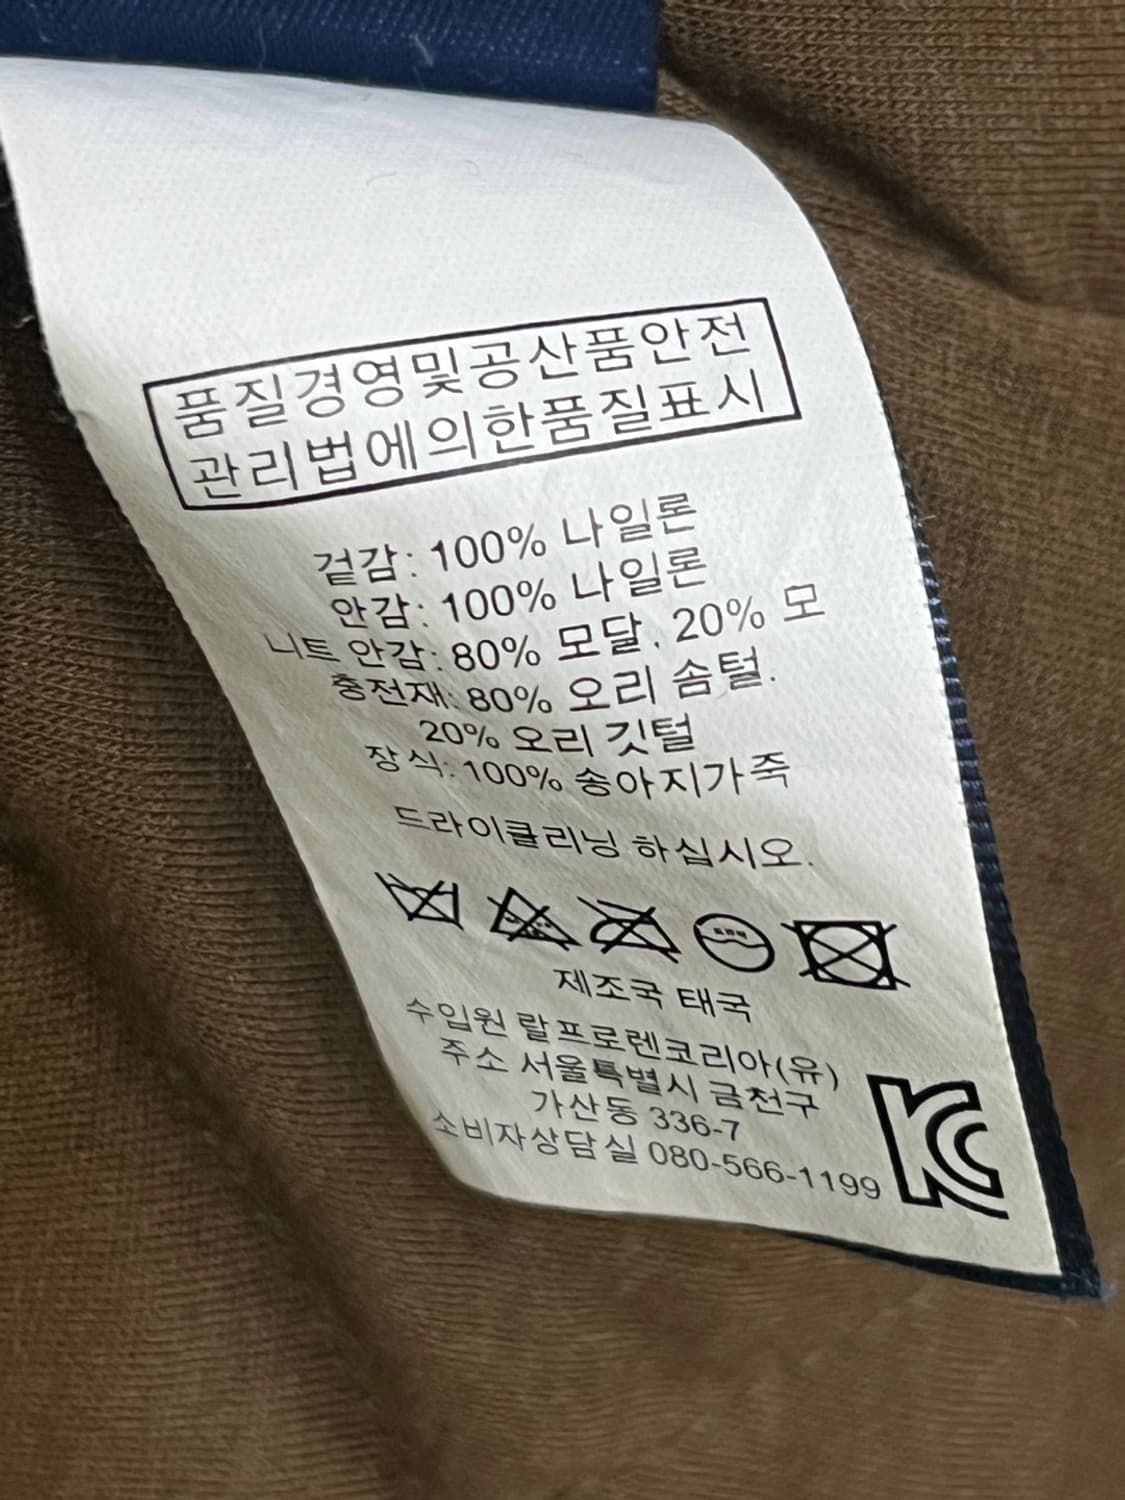 품질경영및공산품안전
관리법에의한품질표시
겉감: 100% 나일론
안감: 100% 나일론
니트 안감: 80% 모달. 20% 모
충전재: 80% 오리 솜털.
20% 오리 깃털
장식: 100% 송아지가죽
드라이클리닝 하십시오.
제조국 태국
수입원 랄프로렌코리아(유)
주소 서울특별시 금천구
가산동 336-7
소비자상담실 080-566-1199
KC